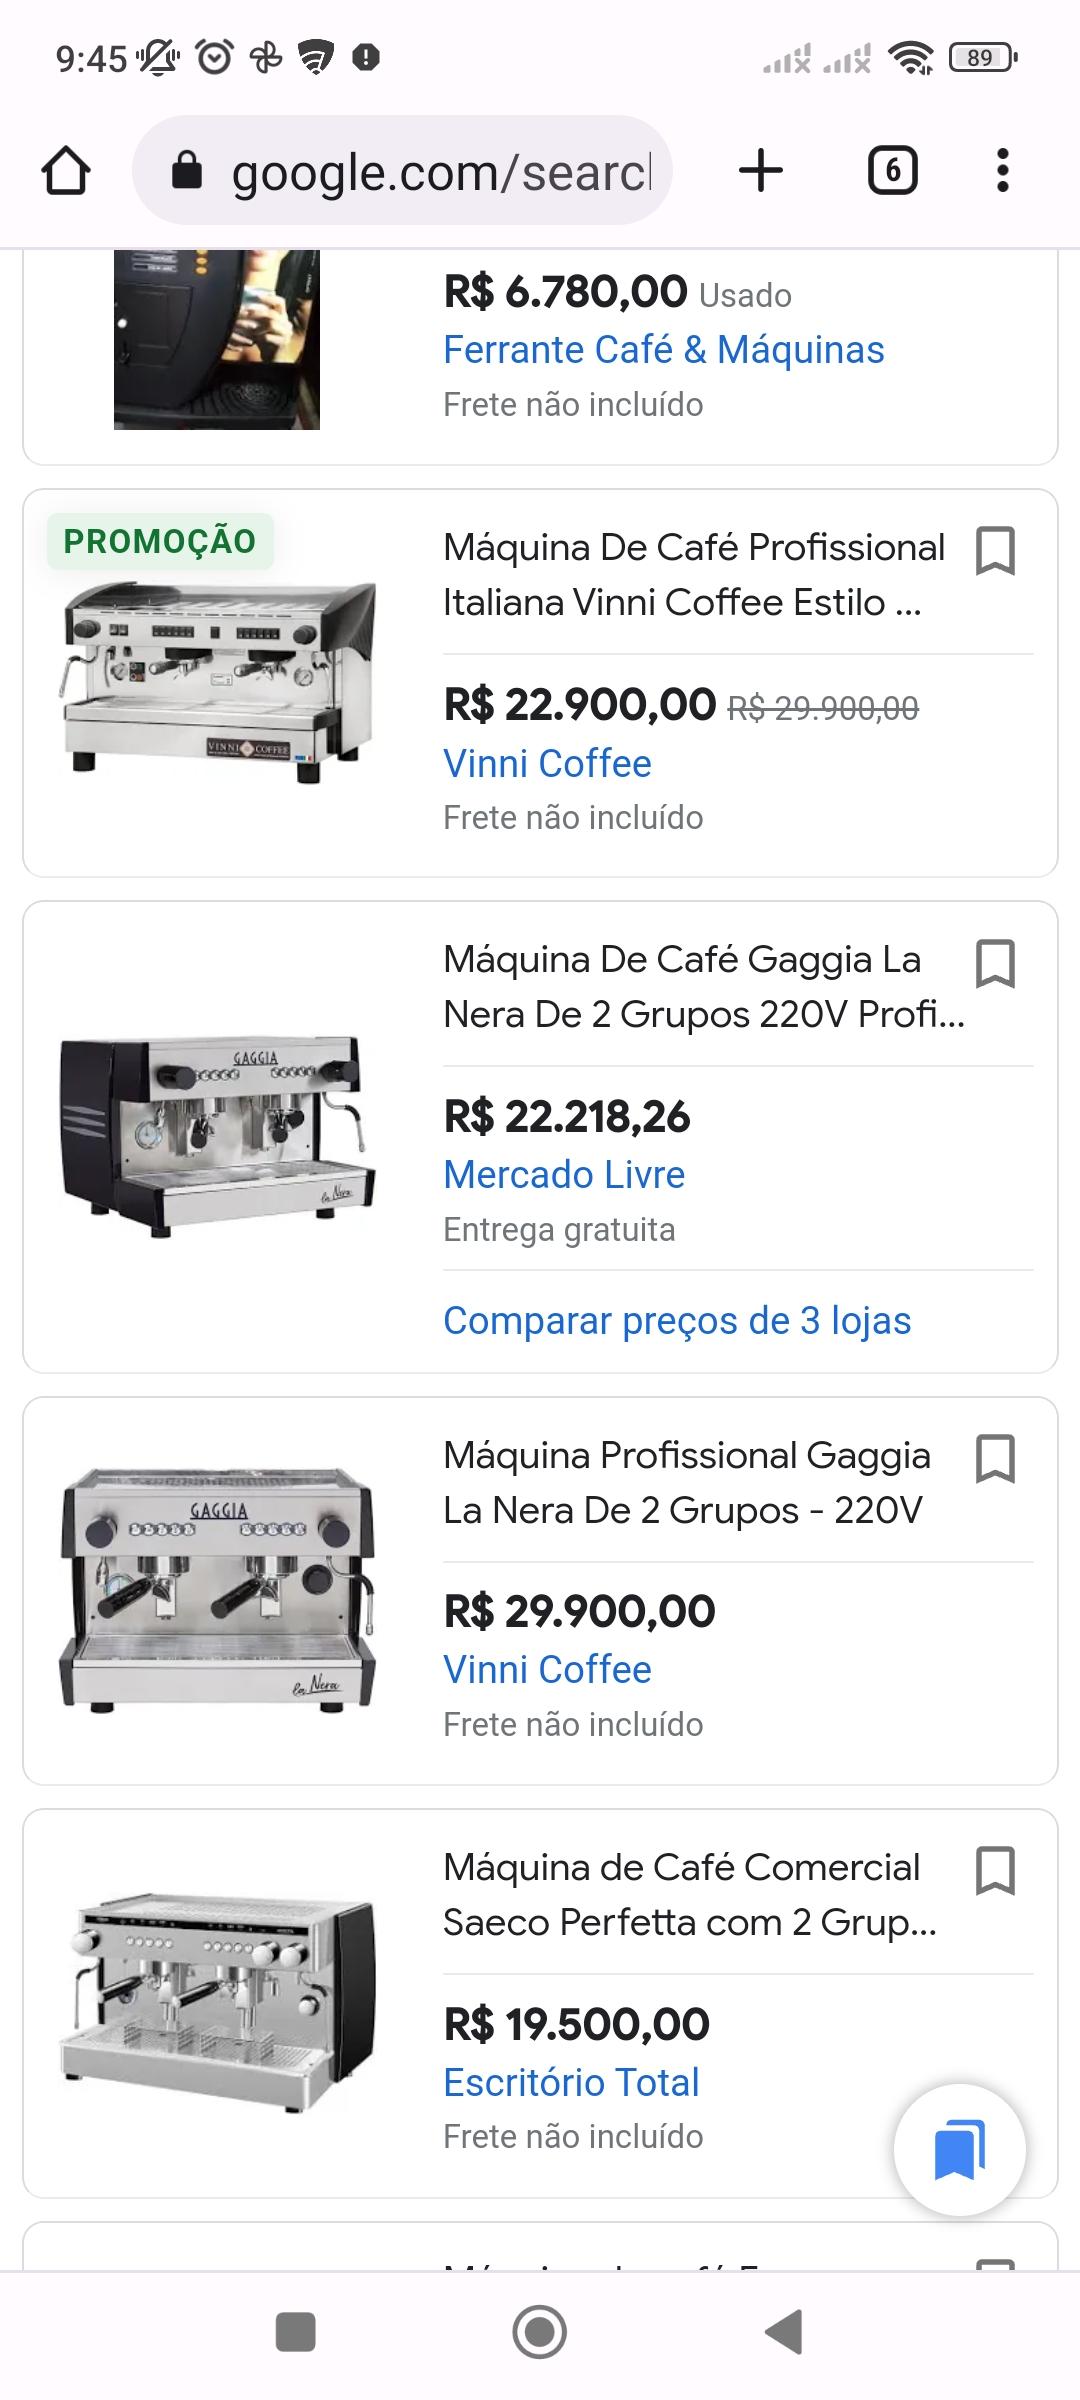 9:45
89
google.com/searcl
6
R$ 6.780,00 Usado
Ferrante Café & Máquinas
Frete não incluído
PROMOÇÃO
Máquina De Café Profissional
Italiana Vinni Coffee Estilo ...
VINNI COFFEE
R$ 22.900,00 R$ 29.900,00
Vinni Coffee
Frete não incluído
Máquina De Café Gaggia La
Nera De 2 Grupos 220V Profi...
GAGGIA
la Nera
R$ 22.218,26
Mercado Livre
Entrega gratuita
Comparar preços de 3 lojas
Máquina Profissional Gaggia
La Nera De 2 Grupos - 220V
GAGGIA
la Nera
R$ 29.900,00
Vinni Coffee
Frete não incluído
Máquina de Café Comercial
Saeco Perfetta com 2 Grup...
R$ 19.500,00
Escritório Total
Frete não incluído